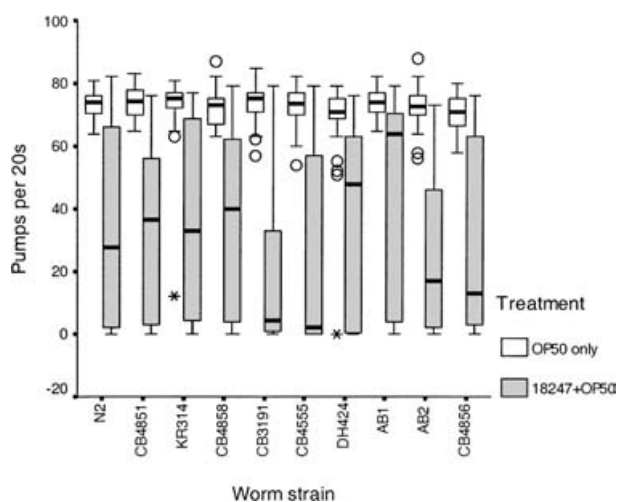 100
80
60
40
20
0
-20
Pumps per 20s
N2
CB4851
KR314
CB4858
CB3191
CB4555
DH424
AB1
AB2
CB4856
Worm strain
Treatment
OP50 only
18247+OP50